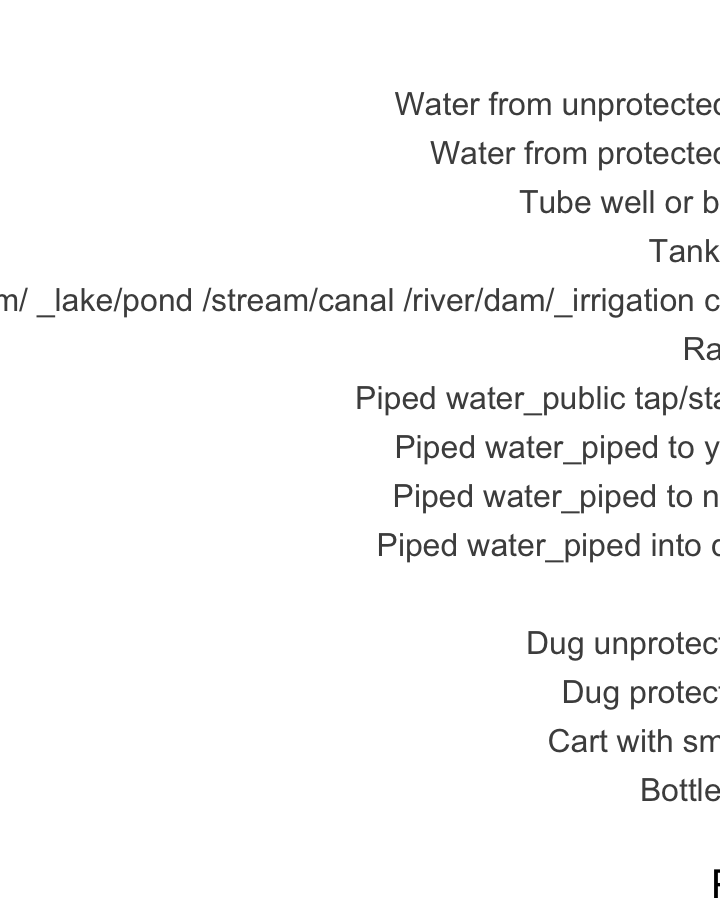 Water from unprotected
Water from protected
Tube well or b
Tank
m/ _lake/pond /stream/canal /river/dam/_irrigation c
Ra
Piped water_public tap/sta
Piped water_piped to y
Piped water_piped to n
Piped water_piped into d
Dug unprotect
Dug protect
Cart with sm
Bottle